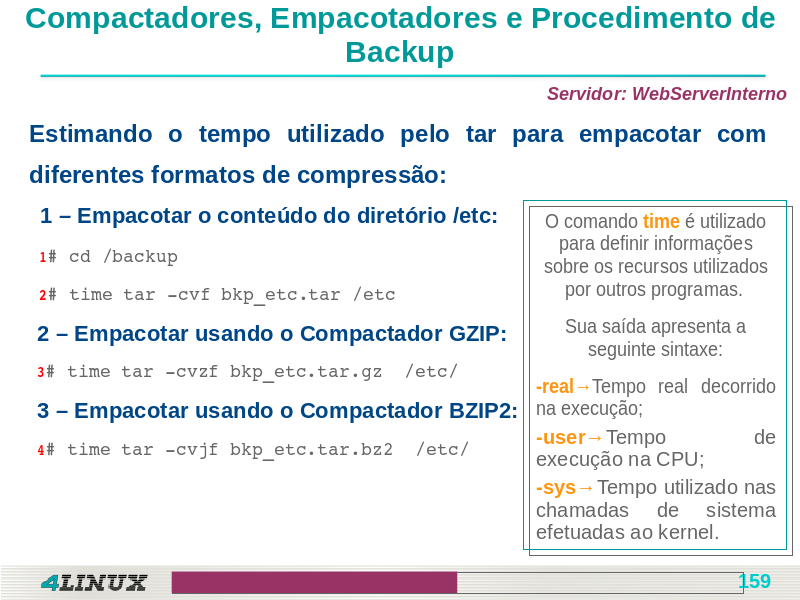 Compactadores, Empacotadores e Procedimento de
Backup
Servidor: WebServerInterno
Estimando o tempo utilizado pelo tar para empacotar com
diferentes formatos de compressão:
1 – Empacotar o conteúdo do diretório /etc:
1# cd /backup
2# time tar -cvf bkp_etc.tar /etc
2 – Empacotar usando o Compactador GZIP:
3# time tar -cvzf bkp_etc.tar.gz /etc/
3 – Empacotar usando o Compactador BZIP2:
4# time tar -cvjf bkp_etc.tar.bz2 /etc/
O comando time é utilizado
para definir informações
sobre os recursos utilizados
por outros programas.
Sua saída apresenta a
seguinte sintaxe:
-real→Tempo real decorrido
na execução;
-user→Tempo de
execução na CPU;
-sys→Tempo utilizado nas
chamadas de sistema
efetuadas ao kernel.
4LINUX
159